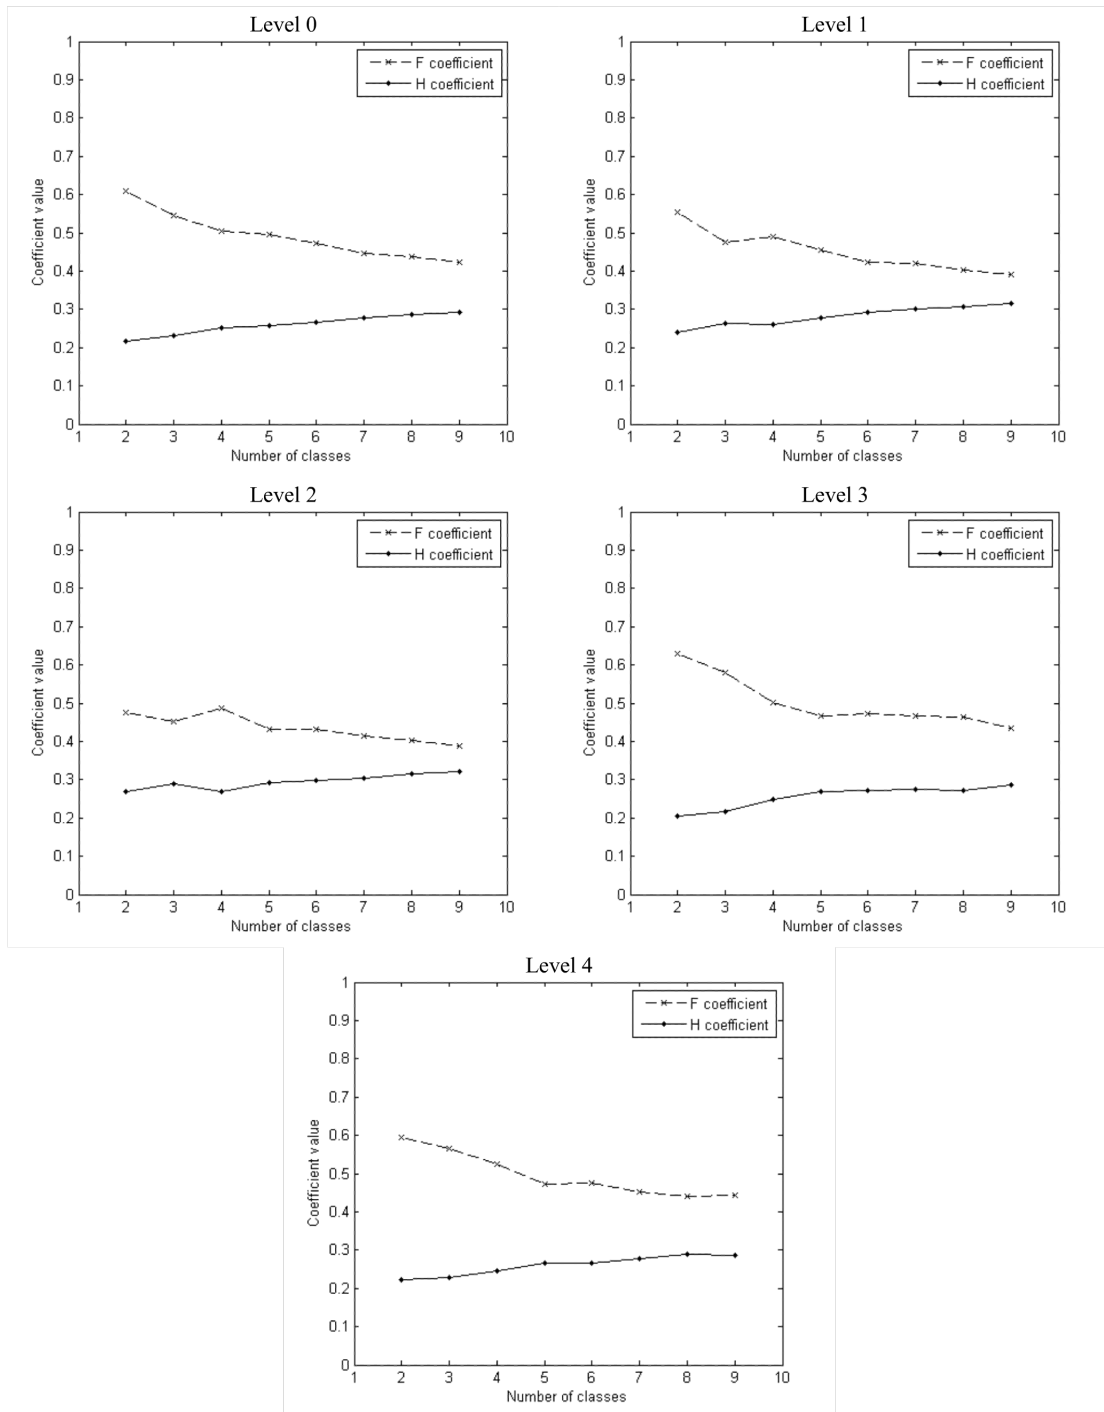 Level 0
1
0.9
0.8
0.7
0.6
0.5
0.4
0.3
0.2
0.1
0
Coefficient value
F coefficient
H coefficient
1 2 3 4 5 6 7 8 9 10
Number of classes
Level 1
1
0.9
0.8
0.7
0.6
0.5
0.4
0.3
0.2
0.1
0
Coefficient value
F coefficient
H coefficient
1 2 3 4 5 6 7 8 9 10
Number of classes
Level 2
1
0.9
0.8
0.7
0.6
0.5
0.4
0.3
0.2
0.1
0
Coefficient value
F coefficient
H coefficient
1 2 3 4 5 6 7 8 9 10
Number of classes
Level 3
1
0.9
0.8
0.7
0.6
0.5
0.4
0.3
0.2
0.1
0
Coefficient value
F coefficient
H coefficient
1 2 3 4 5 6 7 8 9 10
Number of classes
Level 4
1
0.9
0.8
0.7
0.6
0.5
0.4
0.3
0.2
0.1
0
Coefficient value
F coefficient
H coefficient
1 2 3 4 5 6 7 8 9 10
Number of classes